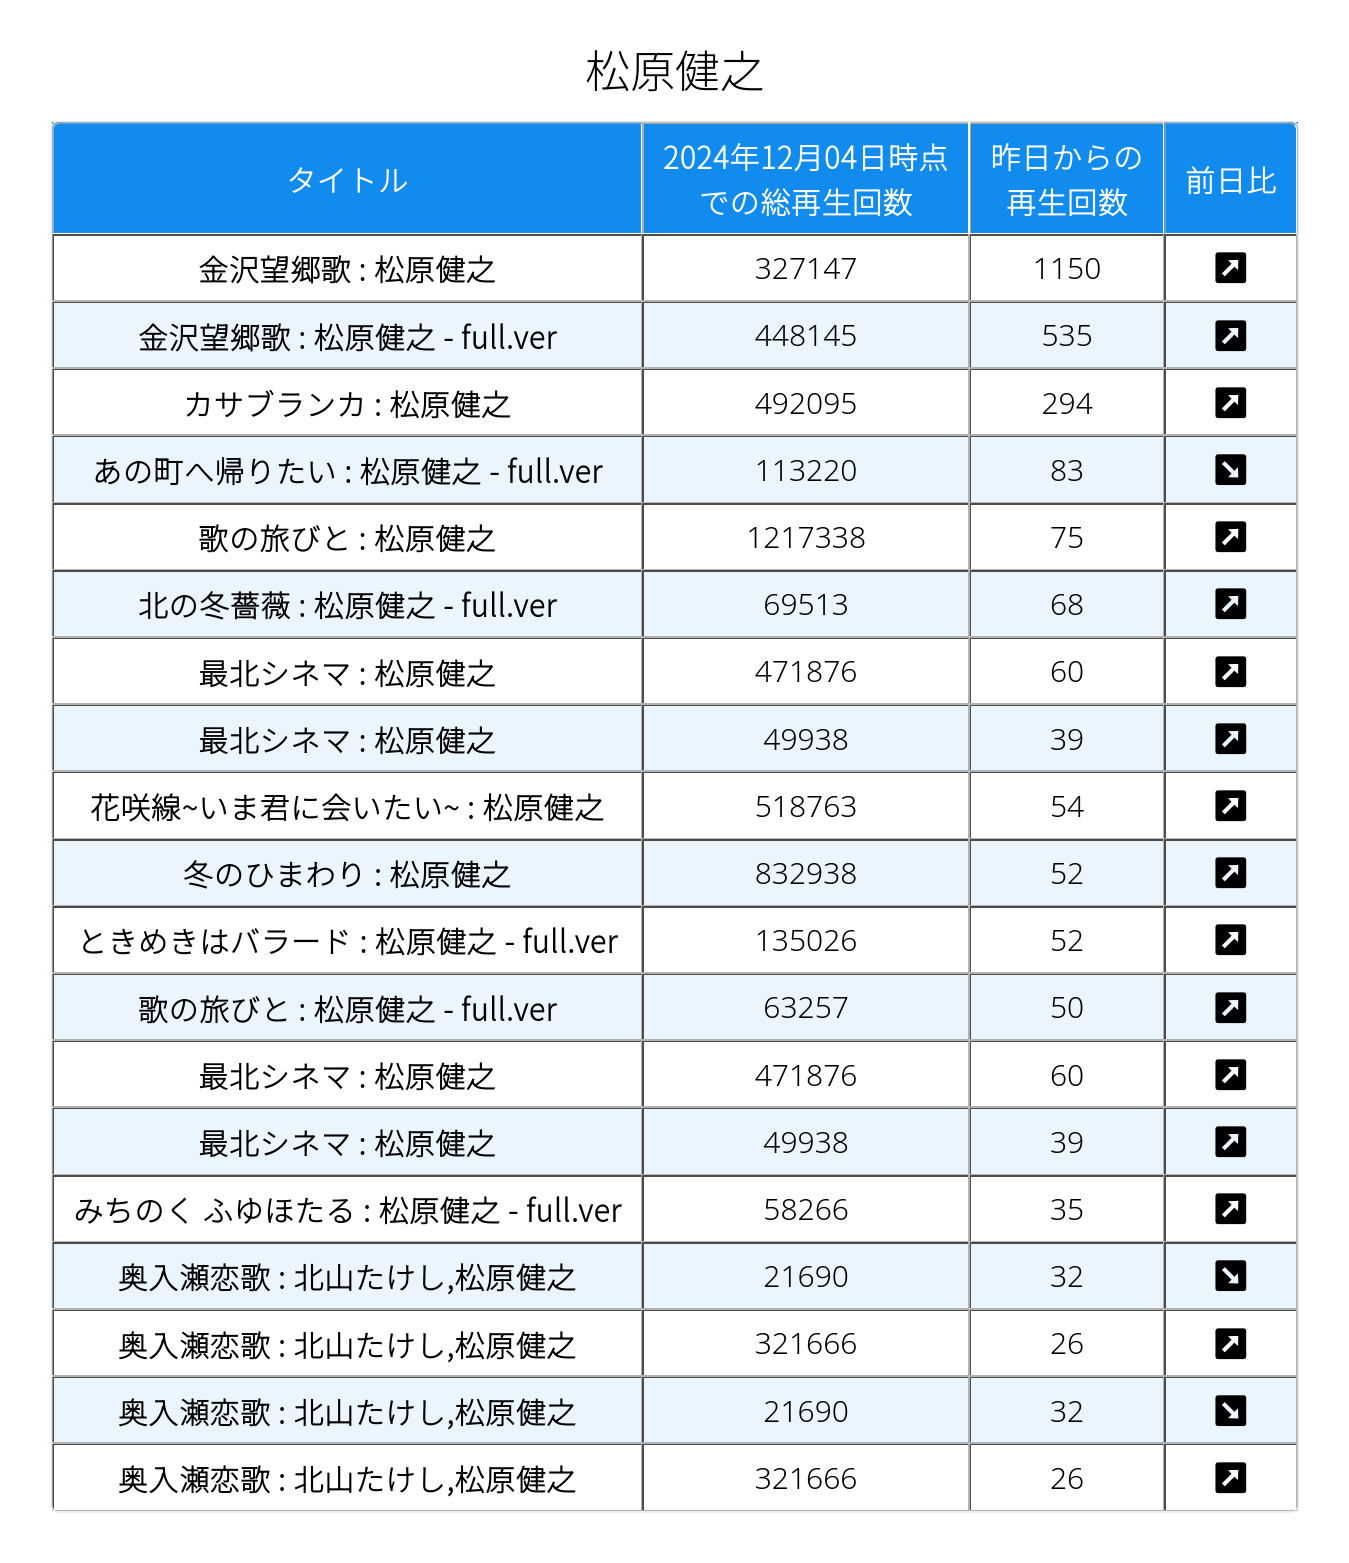 松原健之
タイトル 2024年12月04日時点での総再生回数 昨日からの再生回数 前日比
金沢望郷歌 : 松原健之 327147 1150 ↗
金沢望郷歌 : 松原健之 - full.ver 448145 535 ↗
カサブランカ : 松原健之 492095 294 ↗
あの町へ帰りたい : 松原健之 - full.ver 113220 83 ↘
歌の旅びと : 松原健之 1217338 75 ↗
北の冬薔薇 : 松原健之 - full.ver 69513 68 ↗
最北シネマ : 松原健之 471876 60 ↗
最北シネマ : 松原健之 49938 39 ↗
花咲線~いま君に会いたい~ : 松原健之 518763 54 ↗
冬のひまわり : 松原健之 832938 52 ↗
ときめきはバラード : 松原健之 - full.ver 135026 52 ↗
歌の旅びと : 松原健之 - full.ver 63257 50 ↗
最北シネマ : 松原健之 471876 60 ↗
最北シネマ : 松原健之 49938 39 ↗
みちのく ふゆほたる : 松原健之 - full.ver 58266 35 ↗
奥入瀬恋歌 : 北山たけし,松原健之 21690 32 ↘
奥入瀬恋歌 : 北山たけし,松原健之 321666 26 ↗
奥入瀬恋歌 : 北山たけし,松原健之 21690 32 ↘
奥入瀬恋歌 : 北山たけし,松原健之 321666 26 ↗